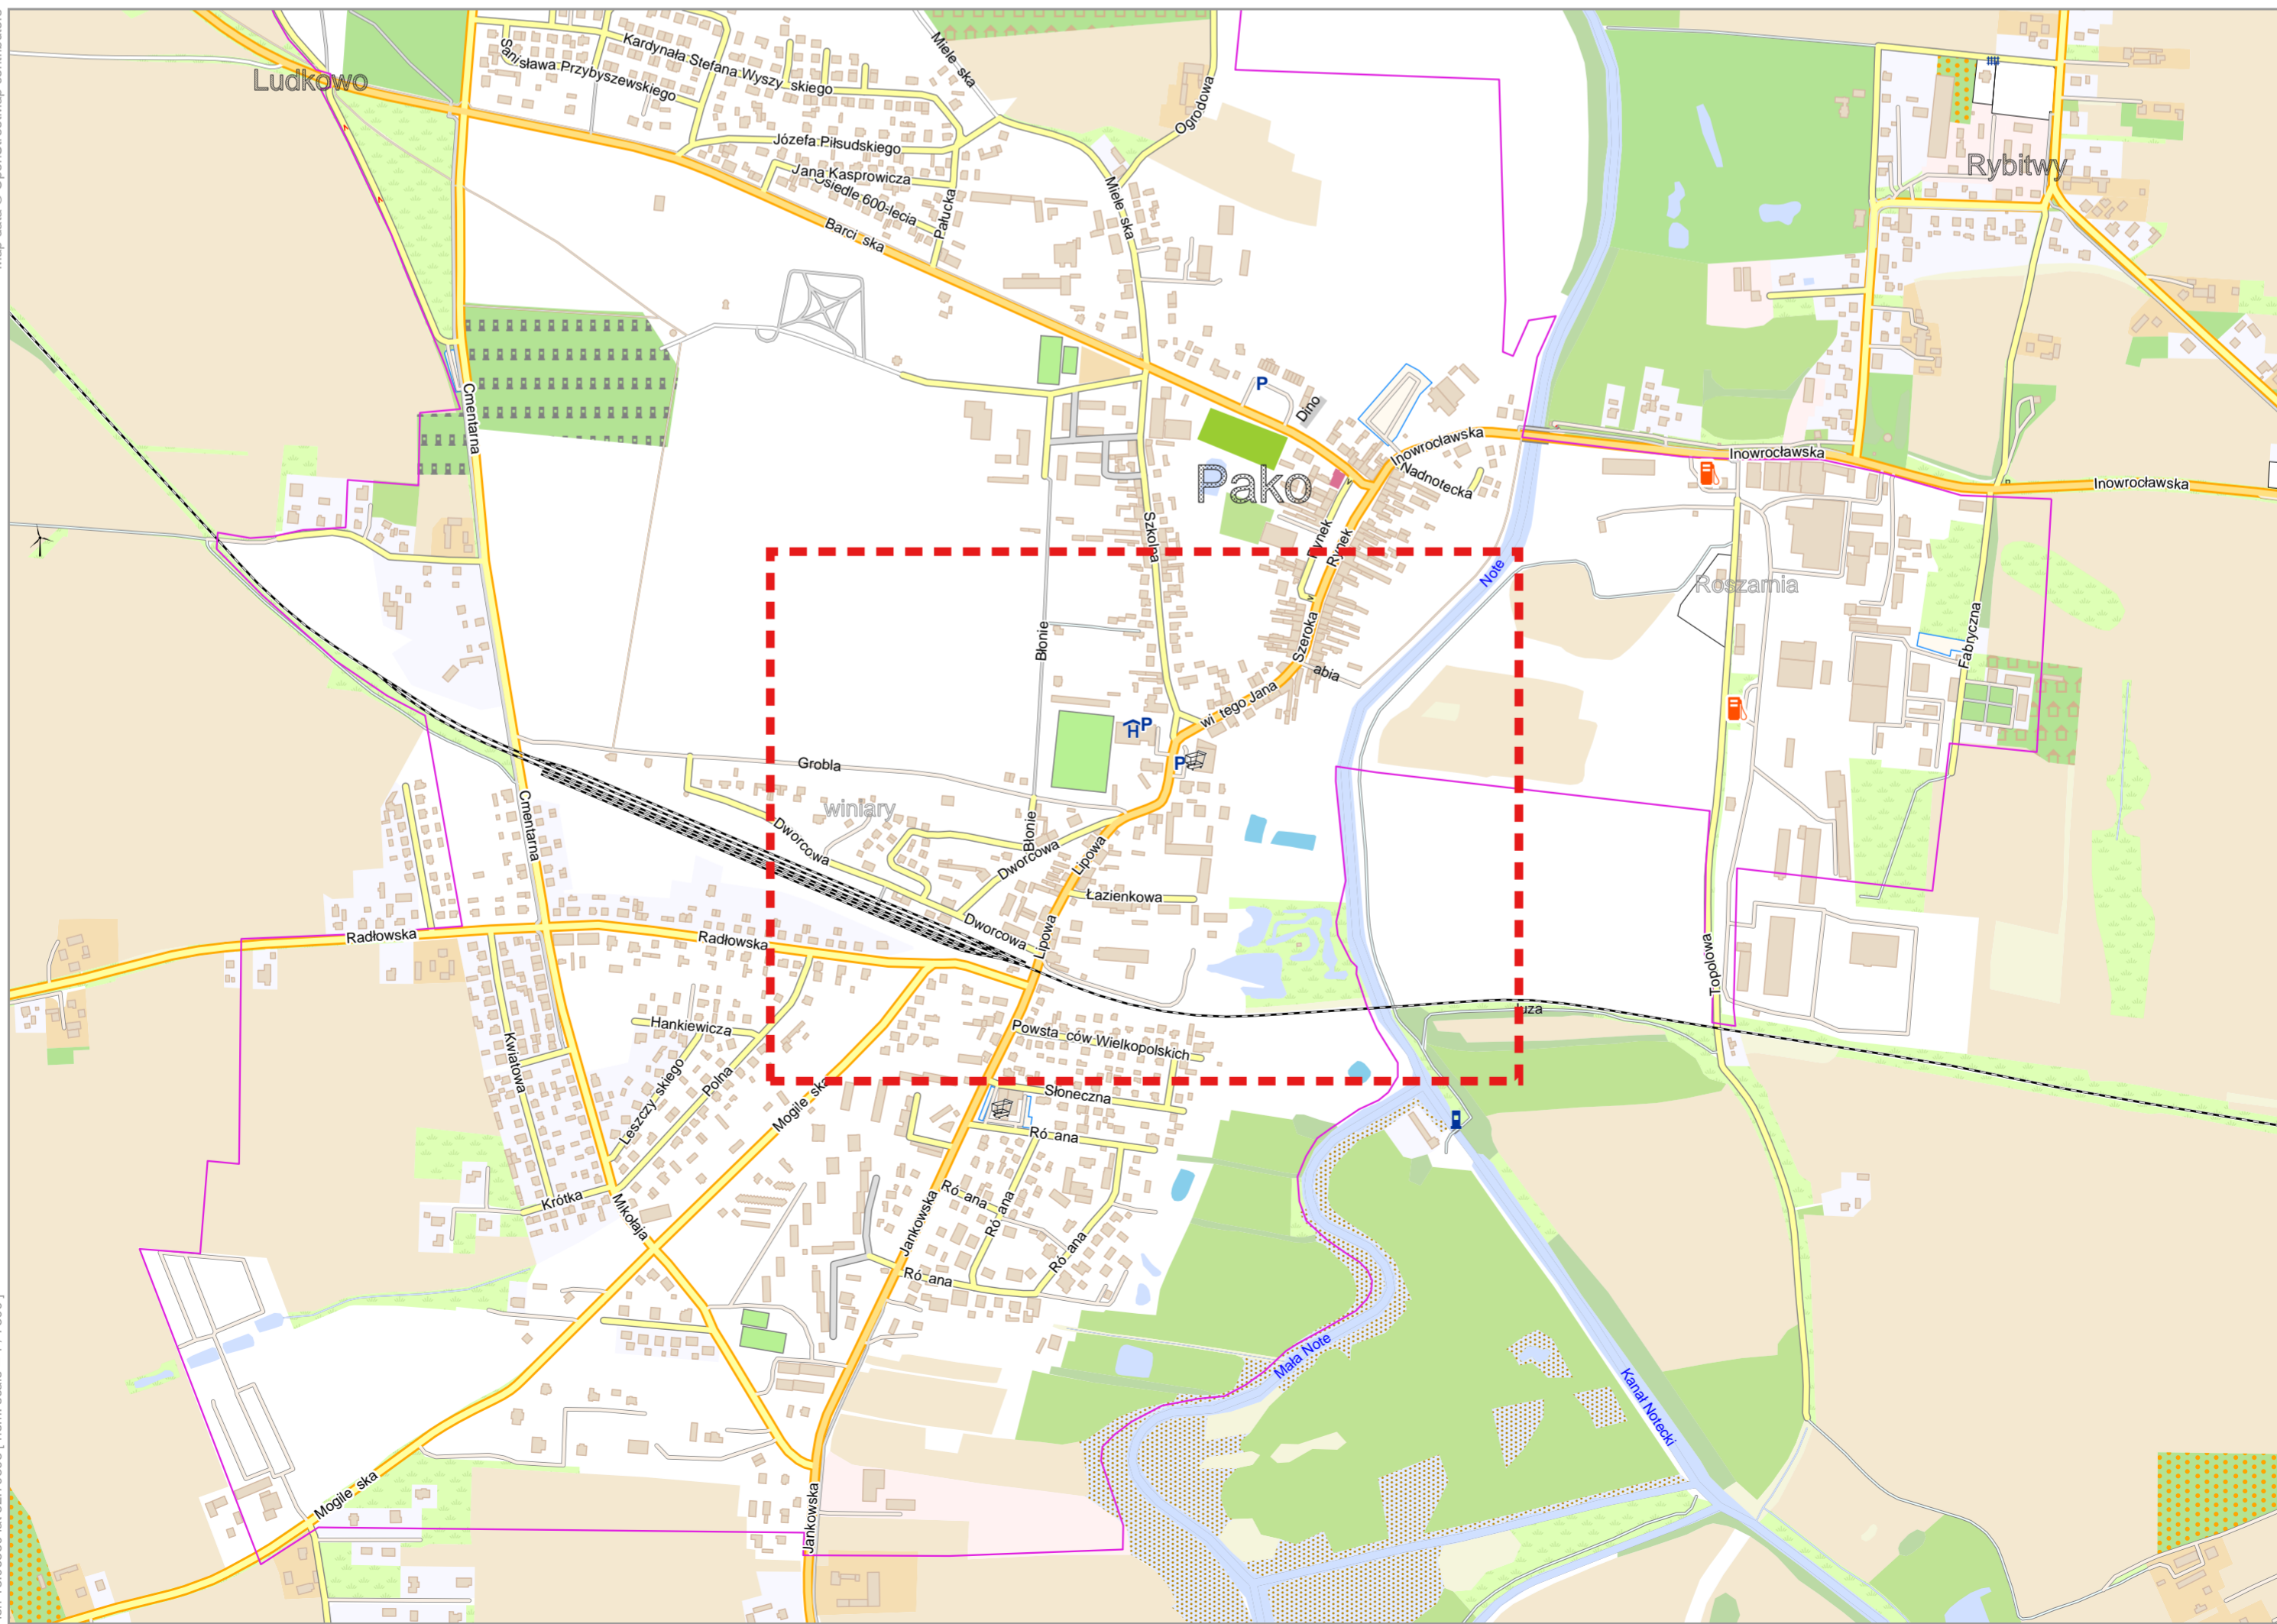 Ludkowo
Kardynała Stefana Wyszy skiego
Sanisława Przybyszewskiego
Miele ska
Ogrodowa
Józefa Piłsudskiego
Jana Kasprowicza
Osiedle 600-lecia
Pałucka
Miele ska
Barci ska
Rybitwy
Cmentarna
P
Dino
Inowrocławska
Nadnotecka
Inowrocławska
Inowrocławska
Pako
Szkolna
Rynek
Rynek
Note
Roszarnia
Błonie
Szeroka
abia
Fabryczna
wi tego Jana
H
P
P
Grobla
winiary
Cmentarna
Dworcowa
Błonie
Dworcowa
Lipowa
Łazienkowa
Radłowska
Radłowska
Dworcowa
Lipowa
Topolowa
uza
Hankiewicza
Powsta ców Wielkopolskich
Kwiatowa
Leszczy skiego
Polna
Mogile ska
Słoneczna
Ró ana
Krótka
Mikołaja
Jankowska
Ró ana
Ró ana
Ró ana
Ró ana
Mała Note
Kanał Notecki
Mogile ska
Jankowska